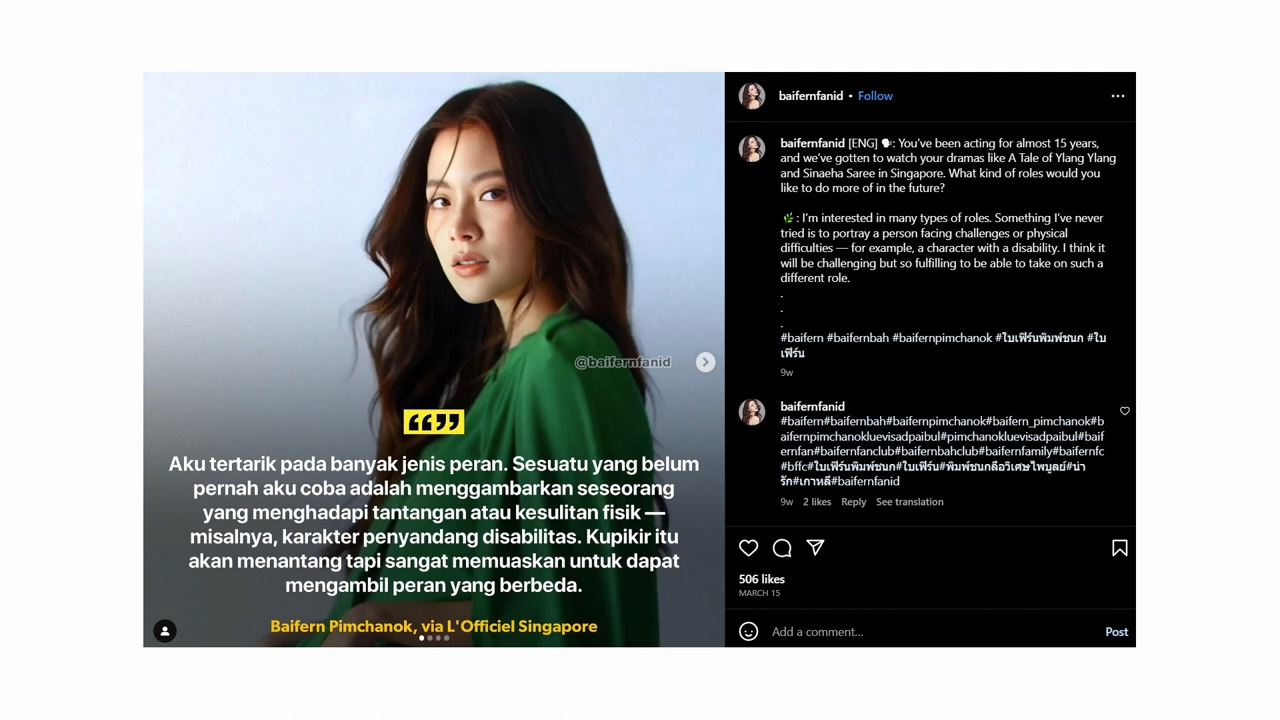 @baifernfanid
“”
Aku tertarik pada banyak jenis peran. Sesuatu yang belum
pernah aku coba adalah menggambarkan seseorang
yang menghadapi tantangan atau kesulitan fisik —
misalnya, karakter penyandang disabilitas. Kupikir itu
akan menantang tapi sangat memuaskan untuk dapat
mengambil peran yang berbeda.
Baifern Pimchanok, via L'Officiel Singapore
baifernfanid • Follow
baifernfanid [ENG] 🗣: You've been acting for almost 15 years,
and we've gotten to watch your dramas like A Tale of Ylang Ylang
and Sinaeha Saree in Singapore. What kind of roles would you
like to do more of in the future?
🌿 : I'm interested in many types of roles. Something I've never
tried is to portray a person facing challenges or physical
difficulties — for example, a character with a disability. I think it
will be challenging but so fulfilling to be able to take on such a
different role.
.
.
.
#baifern #baifernbah #baifernpimchanok #ใบเฟิร์นพิมพ์ชนก #ใบ
เฟิร์น
9w
baifernfanid
#baifern#baifernbah#baifernpimchanok#baifern_pimchanok#b
aifernpimchanokluevisadpaibul#pimchanokluevisadpaibul#baif
ernfan#baifernfanclub#baifernbahclub#baifernfamily#baifernfc
#bffc#ใบเฟิร์นพิมพ์ชนก#ใบเฟิร์น#พิมพ์ชนกลือวิเศษไพบูลย์#น่า
รัก#เกาหลี#baifernfanid
9w 2 likes Reply See translation
506 likes
MARCH 15
Add a comment...
Post